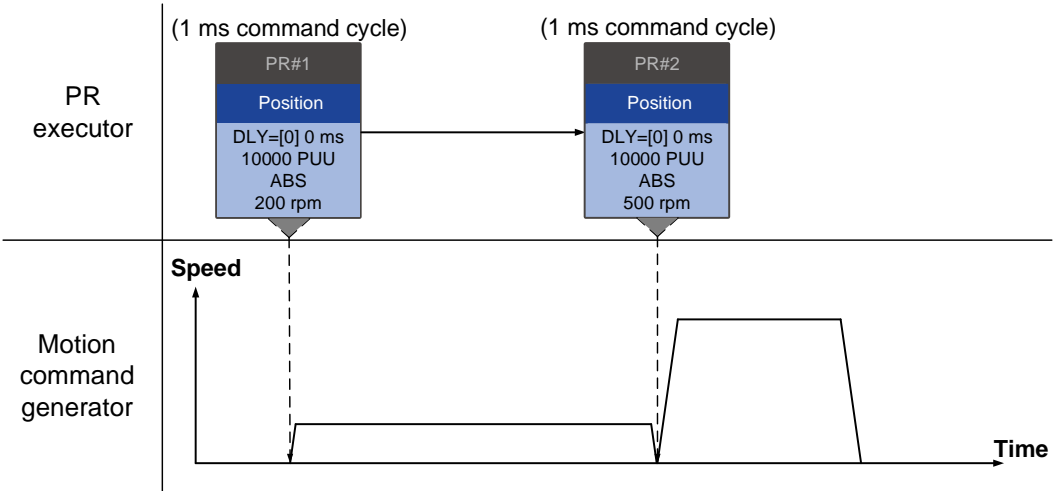 (1 ms command cycle)
(1 ms command cycle)
PR
executor
PR#1
Position
DLY=[0] 0 ms
10000 PUU
ABS
200 rpm
PR#2
Position
DLY=[0] 0 ms
10000 PUU
ABS
500 rpm
Motion
command
generator
Speed
Time